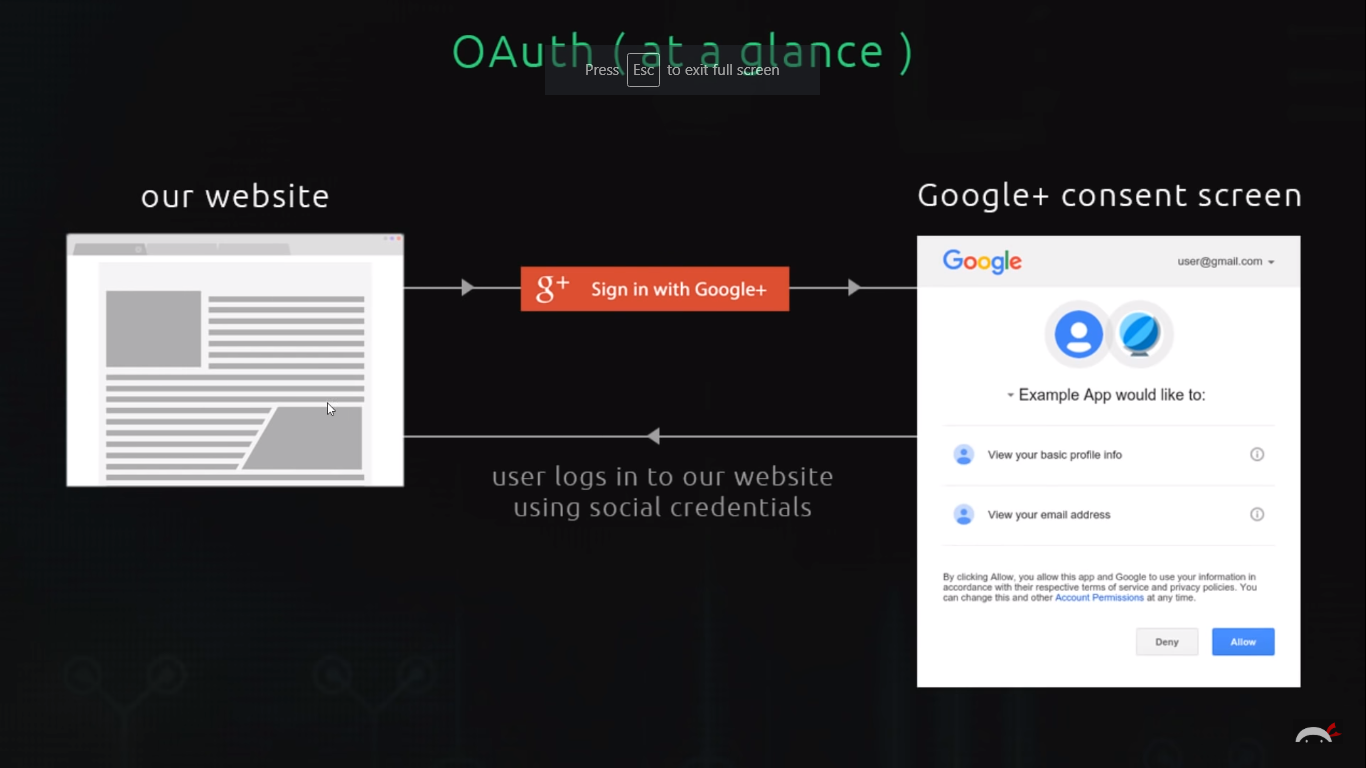 OAuth ( at a glance )
Press Esc to exit full screen
our website
Google+ consent screen
Google
user@gmail.com
g+ Sign in with Google+
Example App would like to:
View your basic profile info
View your email address
user logs in to our website
using social credentials
By clicking Allow, you allow this app and Google to use your information in
accordance with their respective terms of service and privacy policies. You
can change this and other Account Permissions at any time.
Deny
Allow